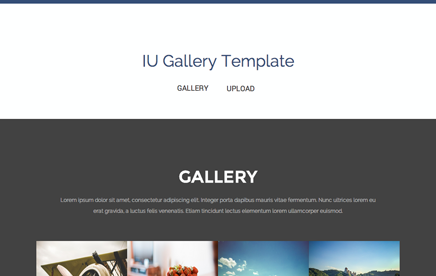 IU Gallery Template
GALLERY UPLOAD
GALLERY
Lorem ipsum dolor sit amet, consectetur adipiscing elit. Integer porta dapibus mauris vitae fermentum. Nunc ultrices lorem eu
erat gravida, a luctus felis venenatis. Etiam tincidunt lectus elementum lorem ullamcorper euismod.